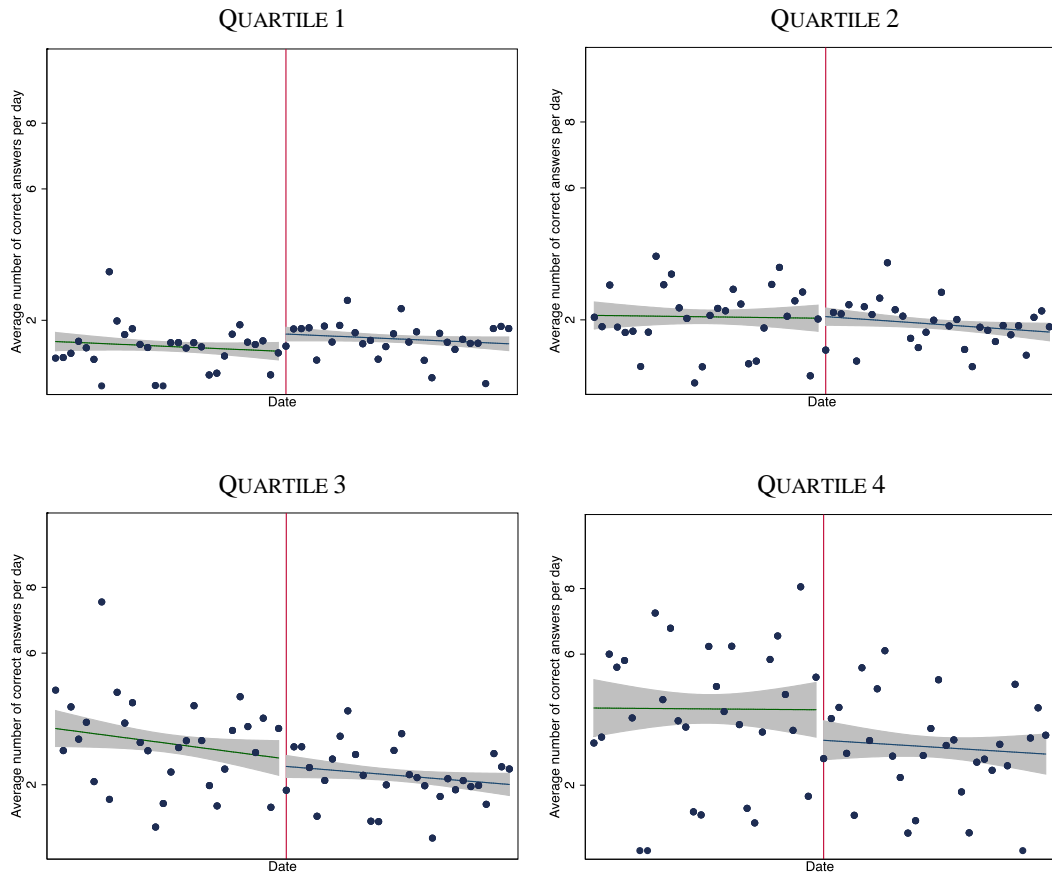 QUARTILE 1
Average number of correct answers per day
8
6
2
Date
QUARTILE 2
Average number of correct answers per day
8
6
2
Date
QUARTILE 3
Average number of correct answers per day
8
6
2
Date
QUARTILE 4
Average number of correct answers per day
8
6
2
Date